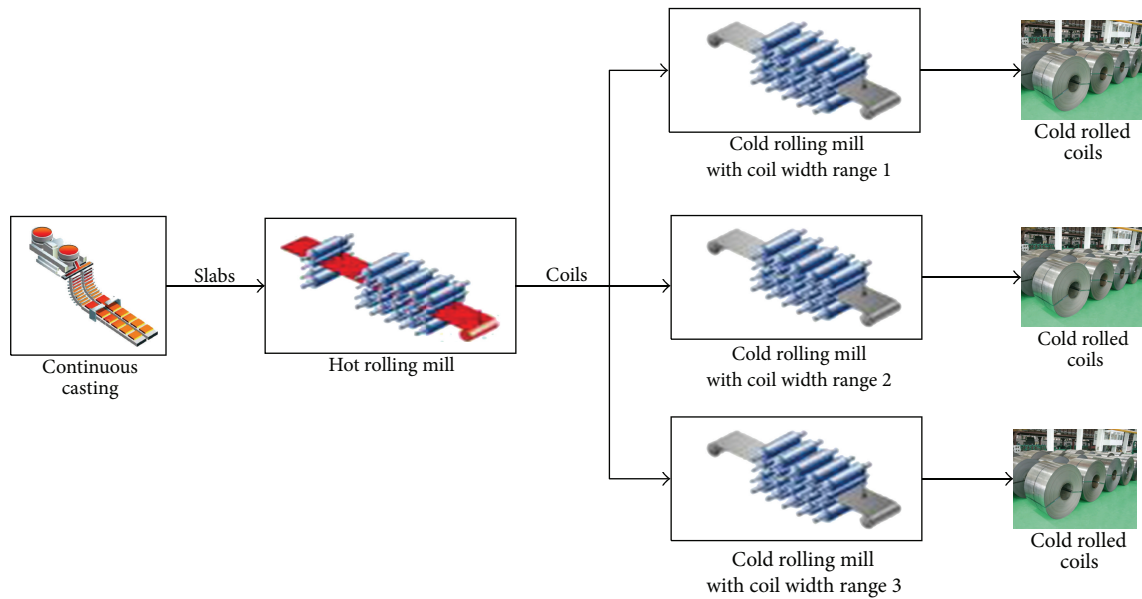 Continuous
casting
Slabs
Hot rolling mill
Coils
Cold rolling mill
with coil width range 1
Cold rolled
coils
Cold rolling mill
with coil width range 2
Cold rolled
coils
Cold rolling mill
with coil width range 3
Cold rolled
coils